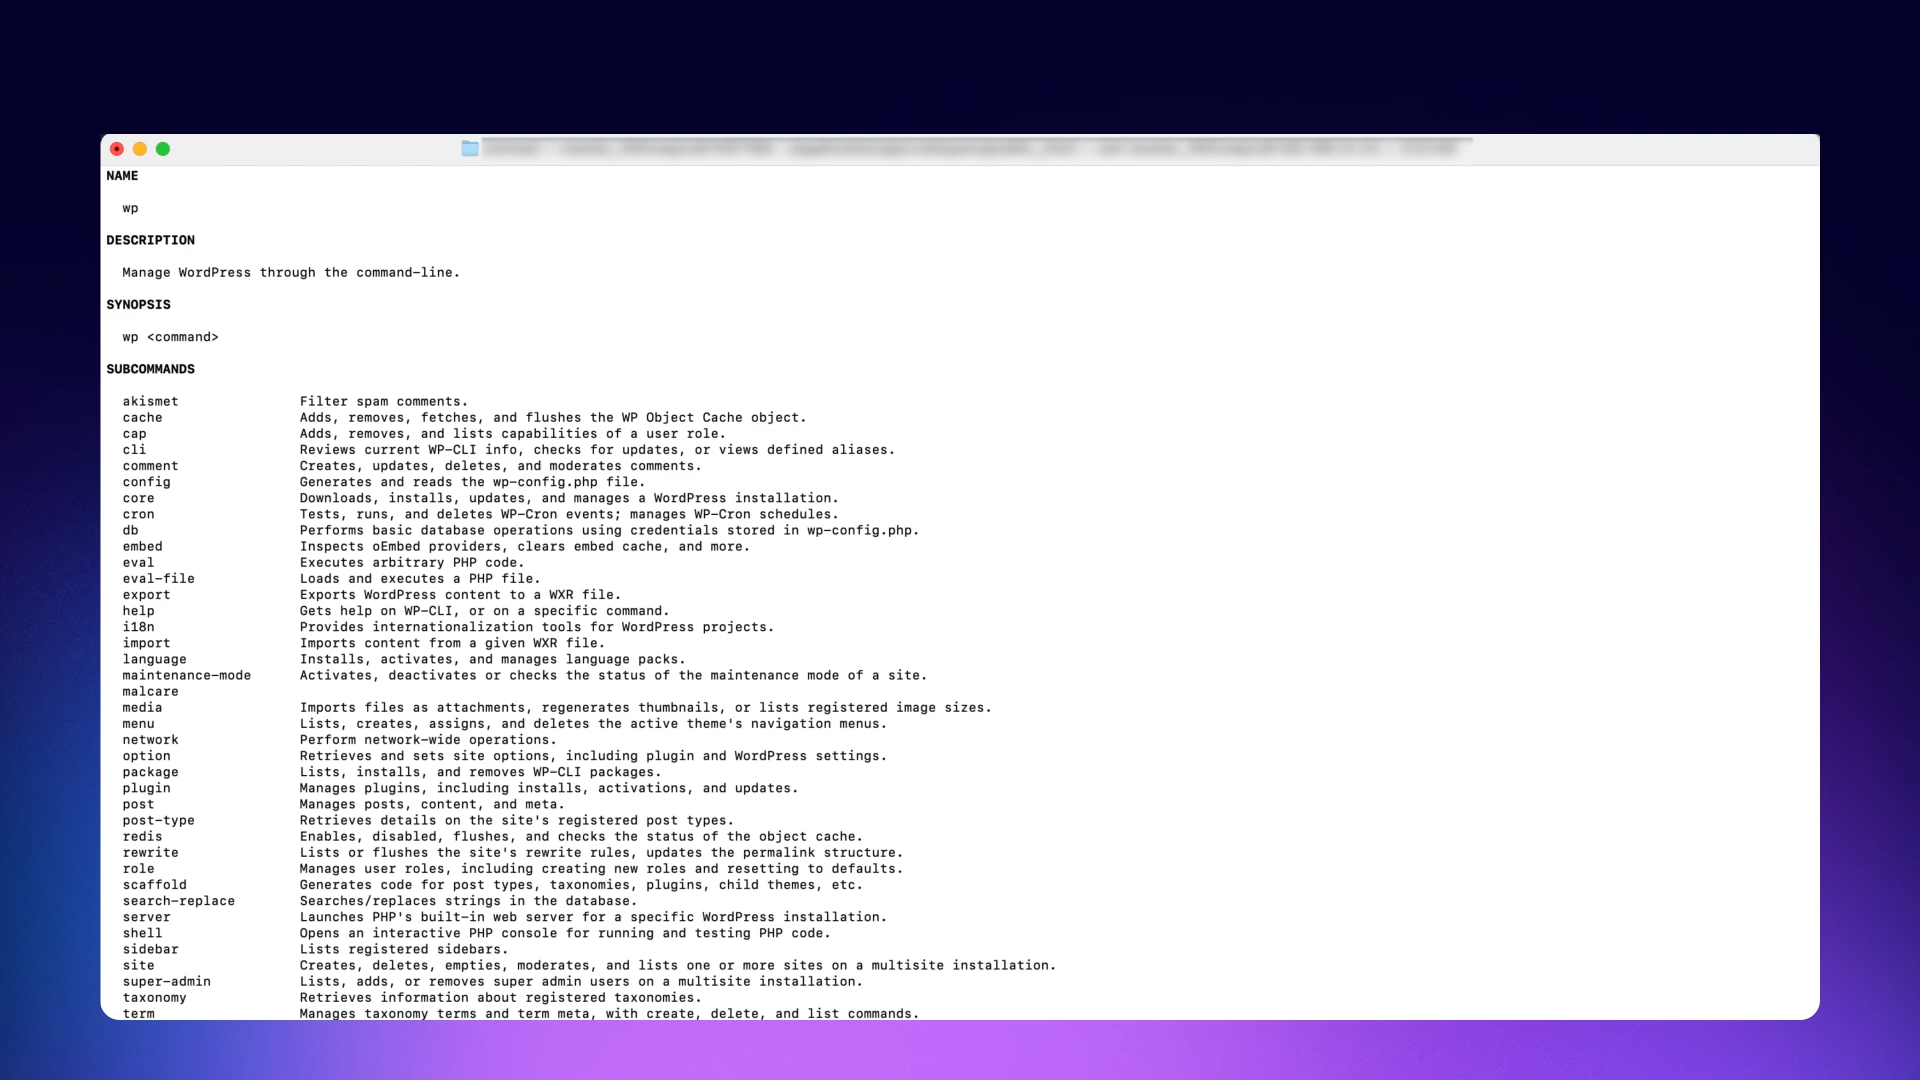 NAME
wp
DESCRIPTION
Manage WordPress through the command-line.
SYNOPSIS
wp <command>
SUBCOMMANDS
akismet Filter spam comments.
cache Adds, removes, fetches, and flushes the WP Object Cache object.
cap Adds, removes, and lists capabilities of a user role.
cli Reviews current WP-CLI info, checks for updates, or views defined aliases.
comment Creates, updates, deletes, and moderates comments.
config Generates and reads the wp-config.php file.
core Downloads, installs, updates, and manages a WordPress installation.
cron Tests, runs, and deletes WP-Cron events; manages WP-Cron schedules.
db Performs basic database operations using credentials stored in wp-config.php.
embed Inspects oEmbed providers, clears embed cache, and more.
eval Executes arbitrary PHP code.
eval-file Loads and executes a PHP file.
export Exports WordPress content to a WXR file.
help Gets help on WP-CLI, or on a specific command.
i18n Provides internationalization tools for WordPress projects.
import Imports content from a given WXR file.
language Installs, activates, and manages language packs.
maintenance-mode Activates, deactivates or checks the status of the maintenance mode of a site.
malcare
media Imports files as attachments, regenerates thumbnails, or lists registered image sizes.
menu Lists, creates, assigns, and deletes the active theme's navigation menus.
network Perform network-wide operations.
option Retrieves and sets site options, including plugin and WordPress settings.
package Lists, installs, and removes WP-CLI packages.
plugin Manages plugins, including installs, activations, and updates.
post Manages posts, content, and meta.
post-type Retrieves details on the site's registered post types.
redis Enables, disabled, flushes, and checks the status of the object cache.
rewrite Lists or flushes the site's rewrite rules, updates the permalink structure.
role Manages user roles, including creating new roles and resetting to defaults.
scaffold Generates code for post types, taxonomies, plugins, child themes, etc.
search-replace Searches/replaces strings in the database.
server Launches PHP's built-in web server for a specific WordPress installation.
shell Opens an interactive PHP console for running and testing PHP code.
sidebar Lists registered sidebars.
site Creates, deletes, empties, moderates, and lists one or more sites on a multisite installation.
super-admin Lists, adds, or removes super admin users on a multisite installation.
taxonomy Retrieves information about registered taxonomies.
term Manages taxonomy terms and term meta, with create, delete, and list commands.